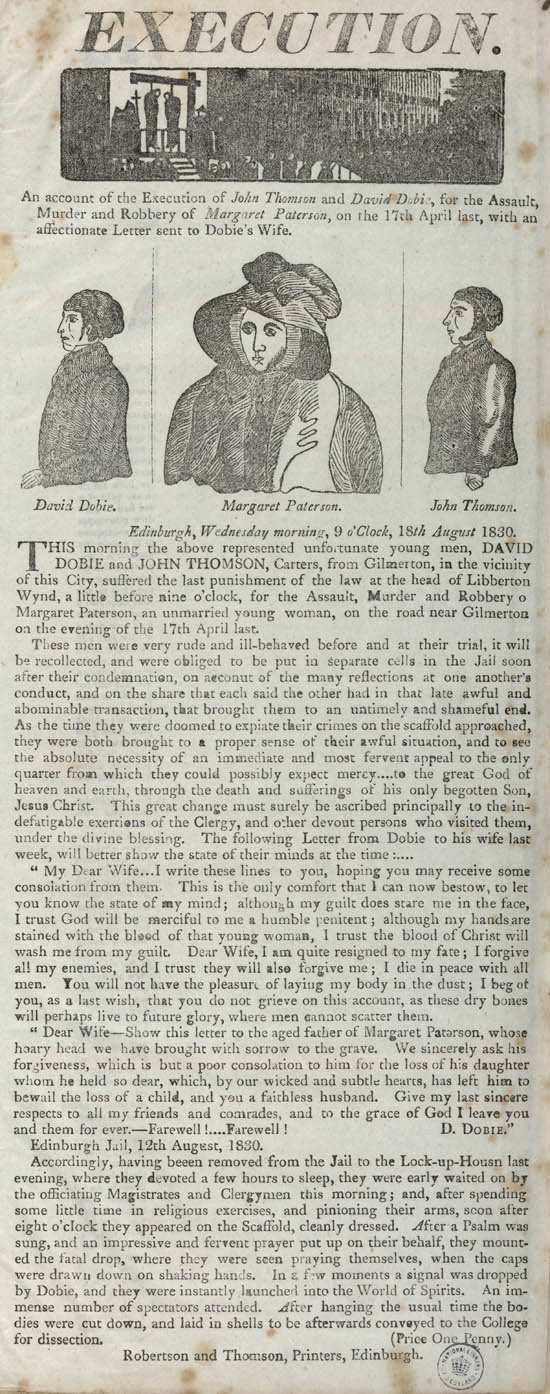 EXECUTION.
An account of the Execution of John Thomson and David Dobie, for the Assault,
Murder and Robbery of Margaret Paterson, on the 17th April last, with an
affectionate Letter sent to Dobie's Wife.
David Dobie.
Margaret Paterson.
John Thomson.
Edinburgh, Wednesday morning, 9 o'Clock, 18th August 1830.
THIS morning the above represented unfortunate young men, DAVID
DOBIE and JOHN THOMSON, Carters, from Gilmerton, in the vicinity
of this City, suffered the last punishment of the law at the head of Libberton
Wynd, a little before nine o'clock, for the Assault, Murder and Robbery o
Margaret Paterson, an unmarried young woman, on the road near Gilmerton
on the evening of the 17th April last.
These men were very rude and ill-behaved before and at their trial, it will
be recollected, and were obliged to be put in separate cells in the Jail soon
after their condemnation, on aeconut of the many reflections at one another's
conduct, and on the share that each said the other had in that late awful and
abominable transaction, that brought them to an untimely and shameful end.
As the time they were doomed to expiate their crimes on the scaffold approached,
they were both brought to a proper sense of their awful situation, and to see
the absolute necessity of an immediate and most fervent appeal to the only
quarter from which they could possibly expect mercy....to the great God of
heaven and earth, through the death and sufferings of his only begotten Son,
Jesus Christ. This great change must surely be ascribed principally to the in-
defatigable exertions of the Clergy, and other devout persons who visited them,
under the divine blessing. The following Letter from Dobie to his wife last
week, will better show the state of their minds at the time :....
" My Dear Wife...I write these lines to you, hoping you may receive some
consolation from them. This is the only comfort that I can now bestow, to let
you know the state of my mind; although my guilt does stare me in the face,
I trust God will be merciful to me a humble penitent; although my hands are
stained with the blood of that young woman, I trust the blood of Christ will
wash me from my guilt. Dear Wife, I am quite resigned to my fate; I forgive
all my enemies, and I trust they will also forgive me; I die in peace with all
men. You will not have the pleasure of laying my body in the dust; I beg of
you, as a last wish, that you do not grieve on this account, as these dry bones
will perhaps live to future glory, where men cannot scatter them.
" Dear Wife—Show this letter to the aged father of Margaret Paterson, whose
hoary head we have brought with sorrow to the grave. We sincerely ask his
forgiveness, which is but a poor consolation to him for the loss of his daughter
whom he held so dear, which, by our wicked and subtle hearts, has left him to
bewail the loss of a child, and you a faithless husband. Give my last sincere
respects to all my friends and comrades, and to the grace of God I leave you
and them for ever.—Farewell !....Farewell ! D. DOBIE."
Edinburgh Jail, 12th August, 1830.
Accordingly, having beeen removed from the Jail to the Lock-up-Housn last
evening, where they devoted a few hours to sleep, they were early waited on by
the officiating Magistrates and Clergymen this morning; and, after spending
some little time in religious exercises, and pinioning their arms, soon after
eight o'clock they appeared on the Scaffold, cleanly dressed. After a Psalm was
sung, and an impressive and fervent prayer put up on their behalf, they mount-
ed the fatal drop, where they were seen praying themselves, when the caps
were drawn down on shaking hands. In a few moments a signal was dropped
by Dobie, and they were instantly launched into the World of Spirits. An im-
mense number of spectators attended. After hanging the usual time the bo-
dies were cut down, and laid in shells to be afterwards conveyed to the College
for dissection. (Price One Penny.)
Robertson and Thomson, Printers, Edinburgh.